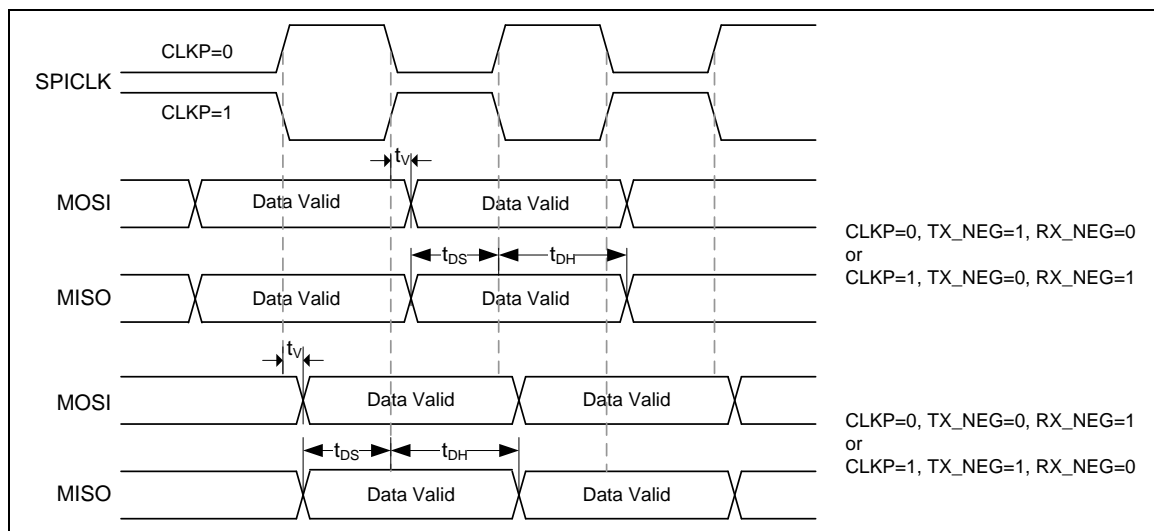 CLKP=0
SPICLK
CLKP=1
tV
MOSI
Data Valid
Data Valid
CLKP=0, TX_NEG=1, RX_NEG=0
or
CLKP=1, TX_NEG=0, RX_NEG=1
tDS
tDH
MISO
Data Valid
Data Valid
tV
MOSI
Data Valid
Data Valid
CLKP=0, TX_NEG=0, RX_NEG=1
or
CLKP=1, TX_NEG=1, RX_NEG=0
tDS
tDH
MISO
Data Valid
Data Valid